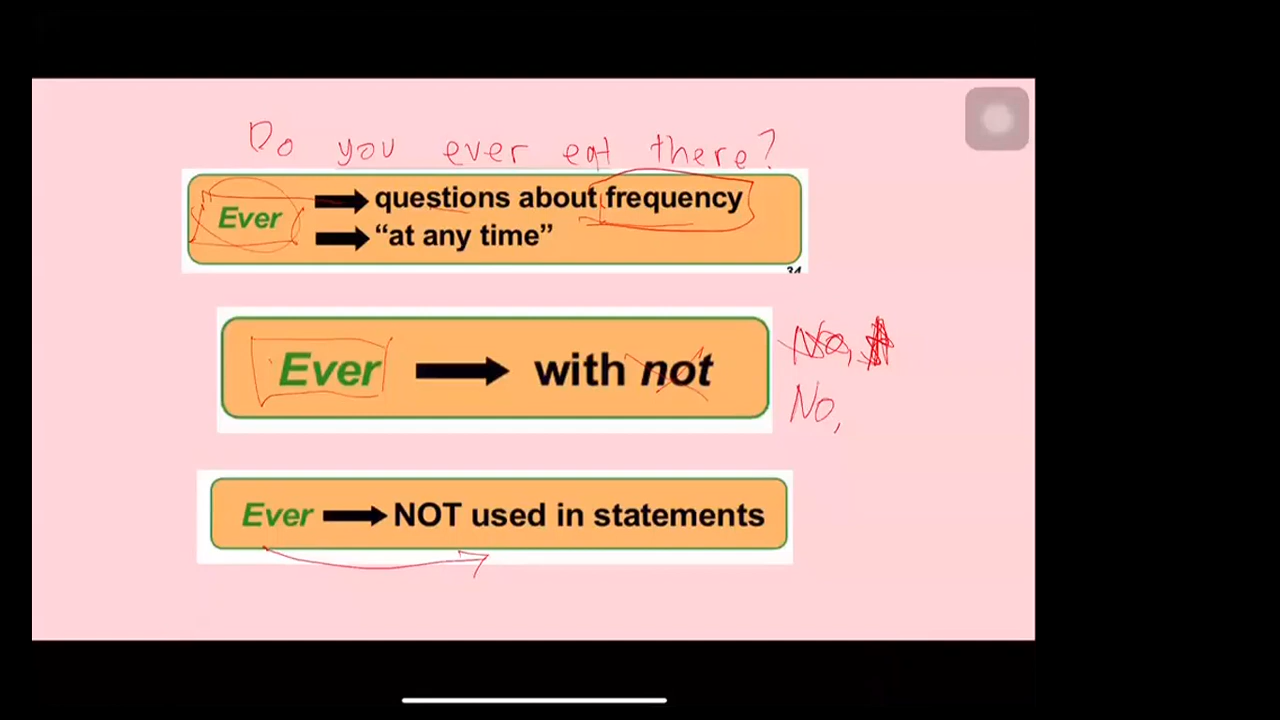 Do you ever eat there?
Ever → questions about frequency
→ “at any time”
34
Ever → with not
No,
No,
Ever → NOT used in statements